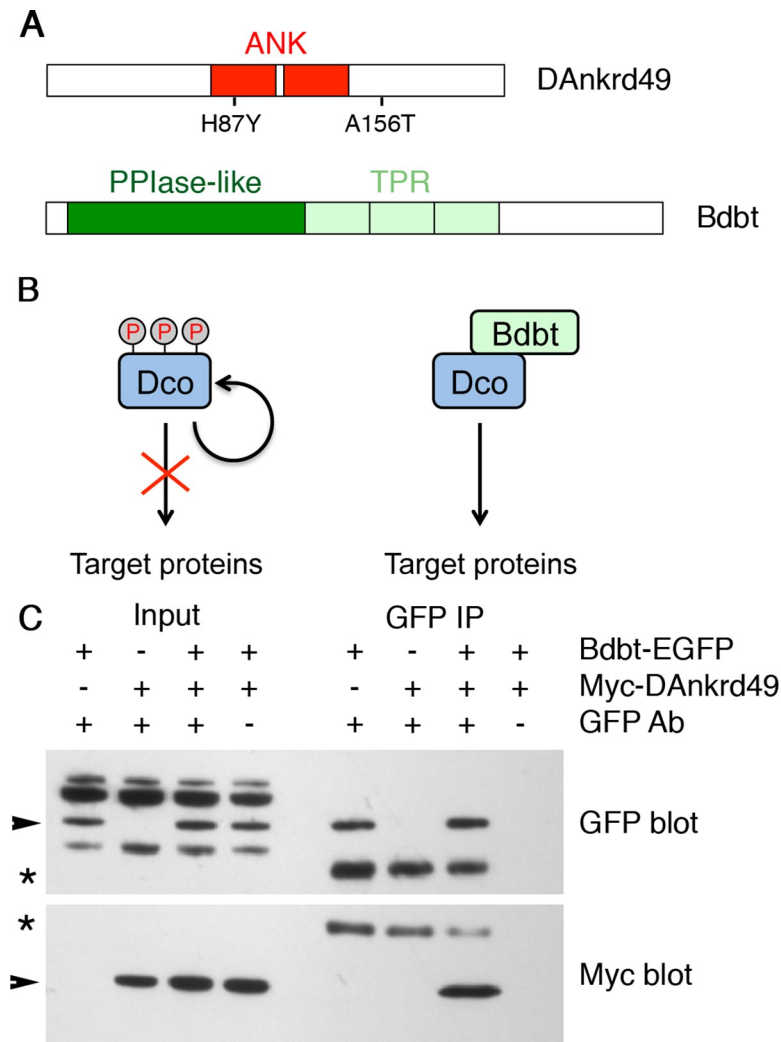 A
ANK
DAnkrd49
H87Y A156T
PPIase-like TPR
Bdbt
B
P P P
Bdbt
Dco Dco
Target proteins Target proteins
C Input GFP IP
+ - + + + - + + Bdbt-EGFP
- + + + - + + + Myc-DAnkrd49
+ + + - + + + - GFP Ab
GFP blot
*
*
Myc blot